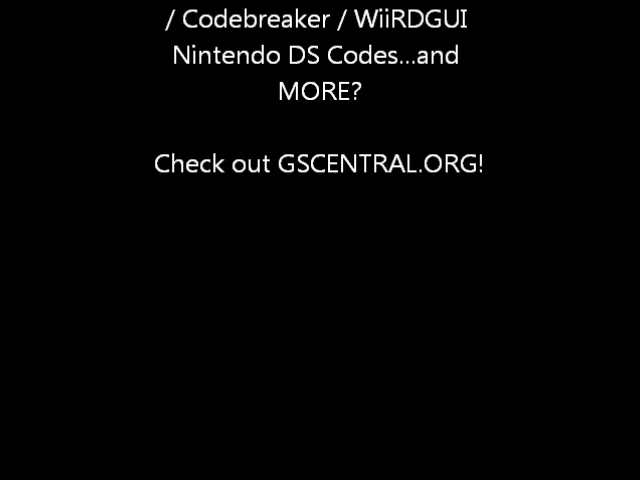 / Codebreaker / WiiRDGUI
Nintendo DS Codes...and
MORE?
Check out GSCENTRAL.ORG!